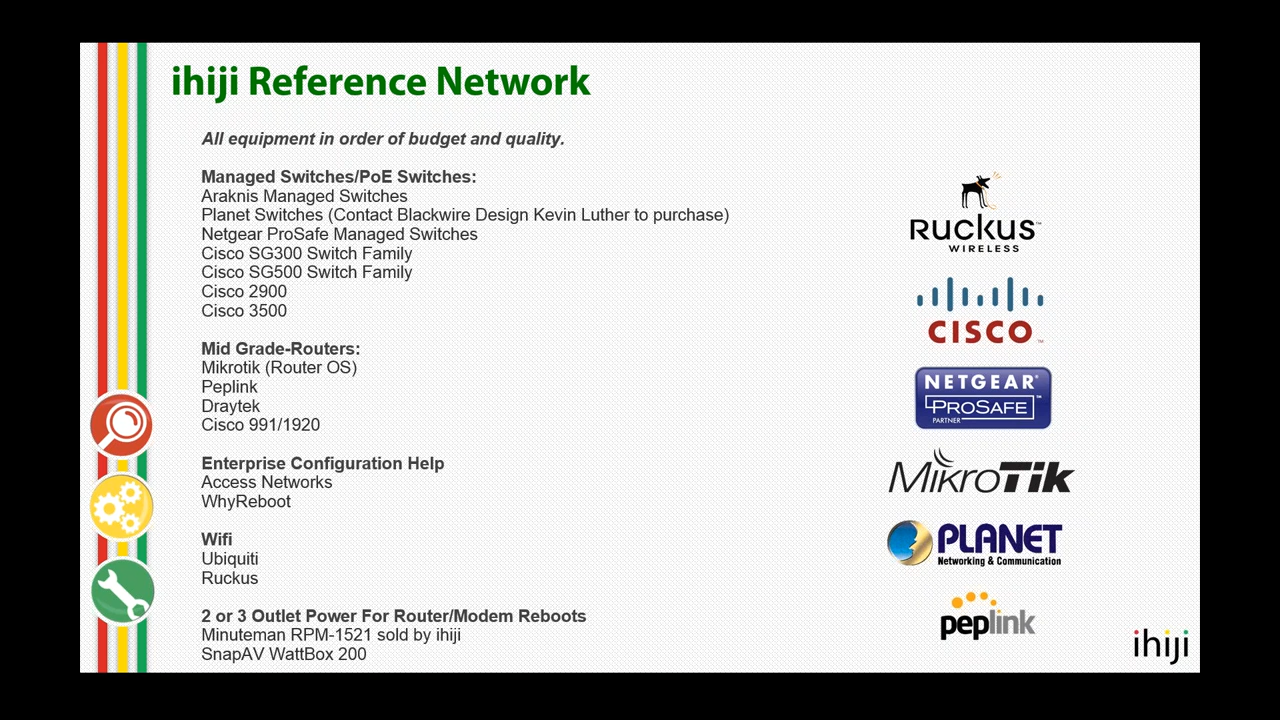 ihiji Reference Network
All equipment in order of budget and quality.
Managed Switches/PoE Switches:
Araknis Managed Switches
Planet Switches (Contact Blackwire Design Kevin Luther to purchase)
Netgear ProSafe Managed Switches
Cisco SG300 Switch Family
Cisco SG500 Switch Family
Cisco 2900
Cisco 3500
Mid Grade-Routers:
Mikrotik (Router OS)
Peplink
Draytek
Cisco 991/1920
Enterprise Configuration Help
Access Networks
WhyReboot
Wifi
Ubiquiti
Ruckus
2 or 3 Outlet Power For Router/Modem Reboots
Minuteman RPM-1521 sold by ihiji
SnapAV WattBox 200
RUCKUS™
WIRELESS
CISCO™
NETGEAR®
PROSAFE™
PARTNER
MikroTik
PLANET
Networking & Communication
peplink
ihiji